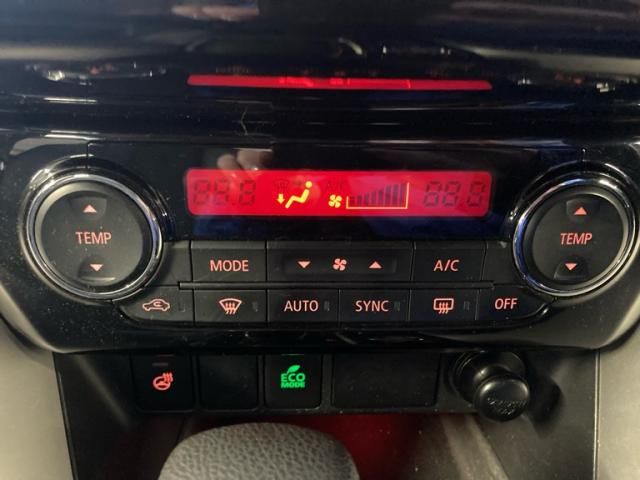 88.8 A/C 88.8
TEMP TEMP
MODE A/C
AUTO SYNC OFF
ECO
MODE